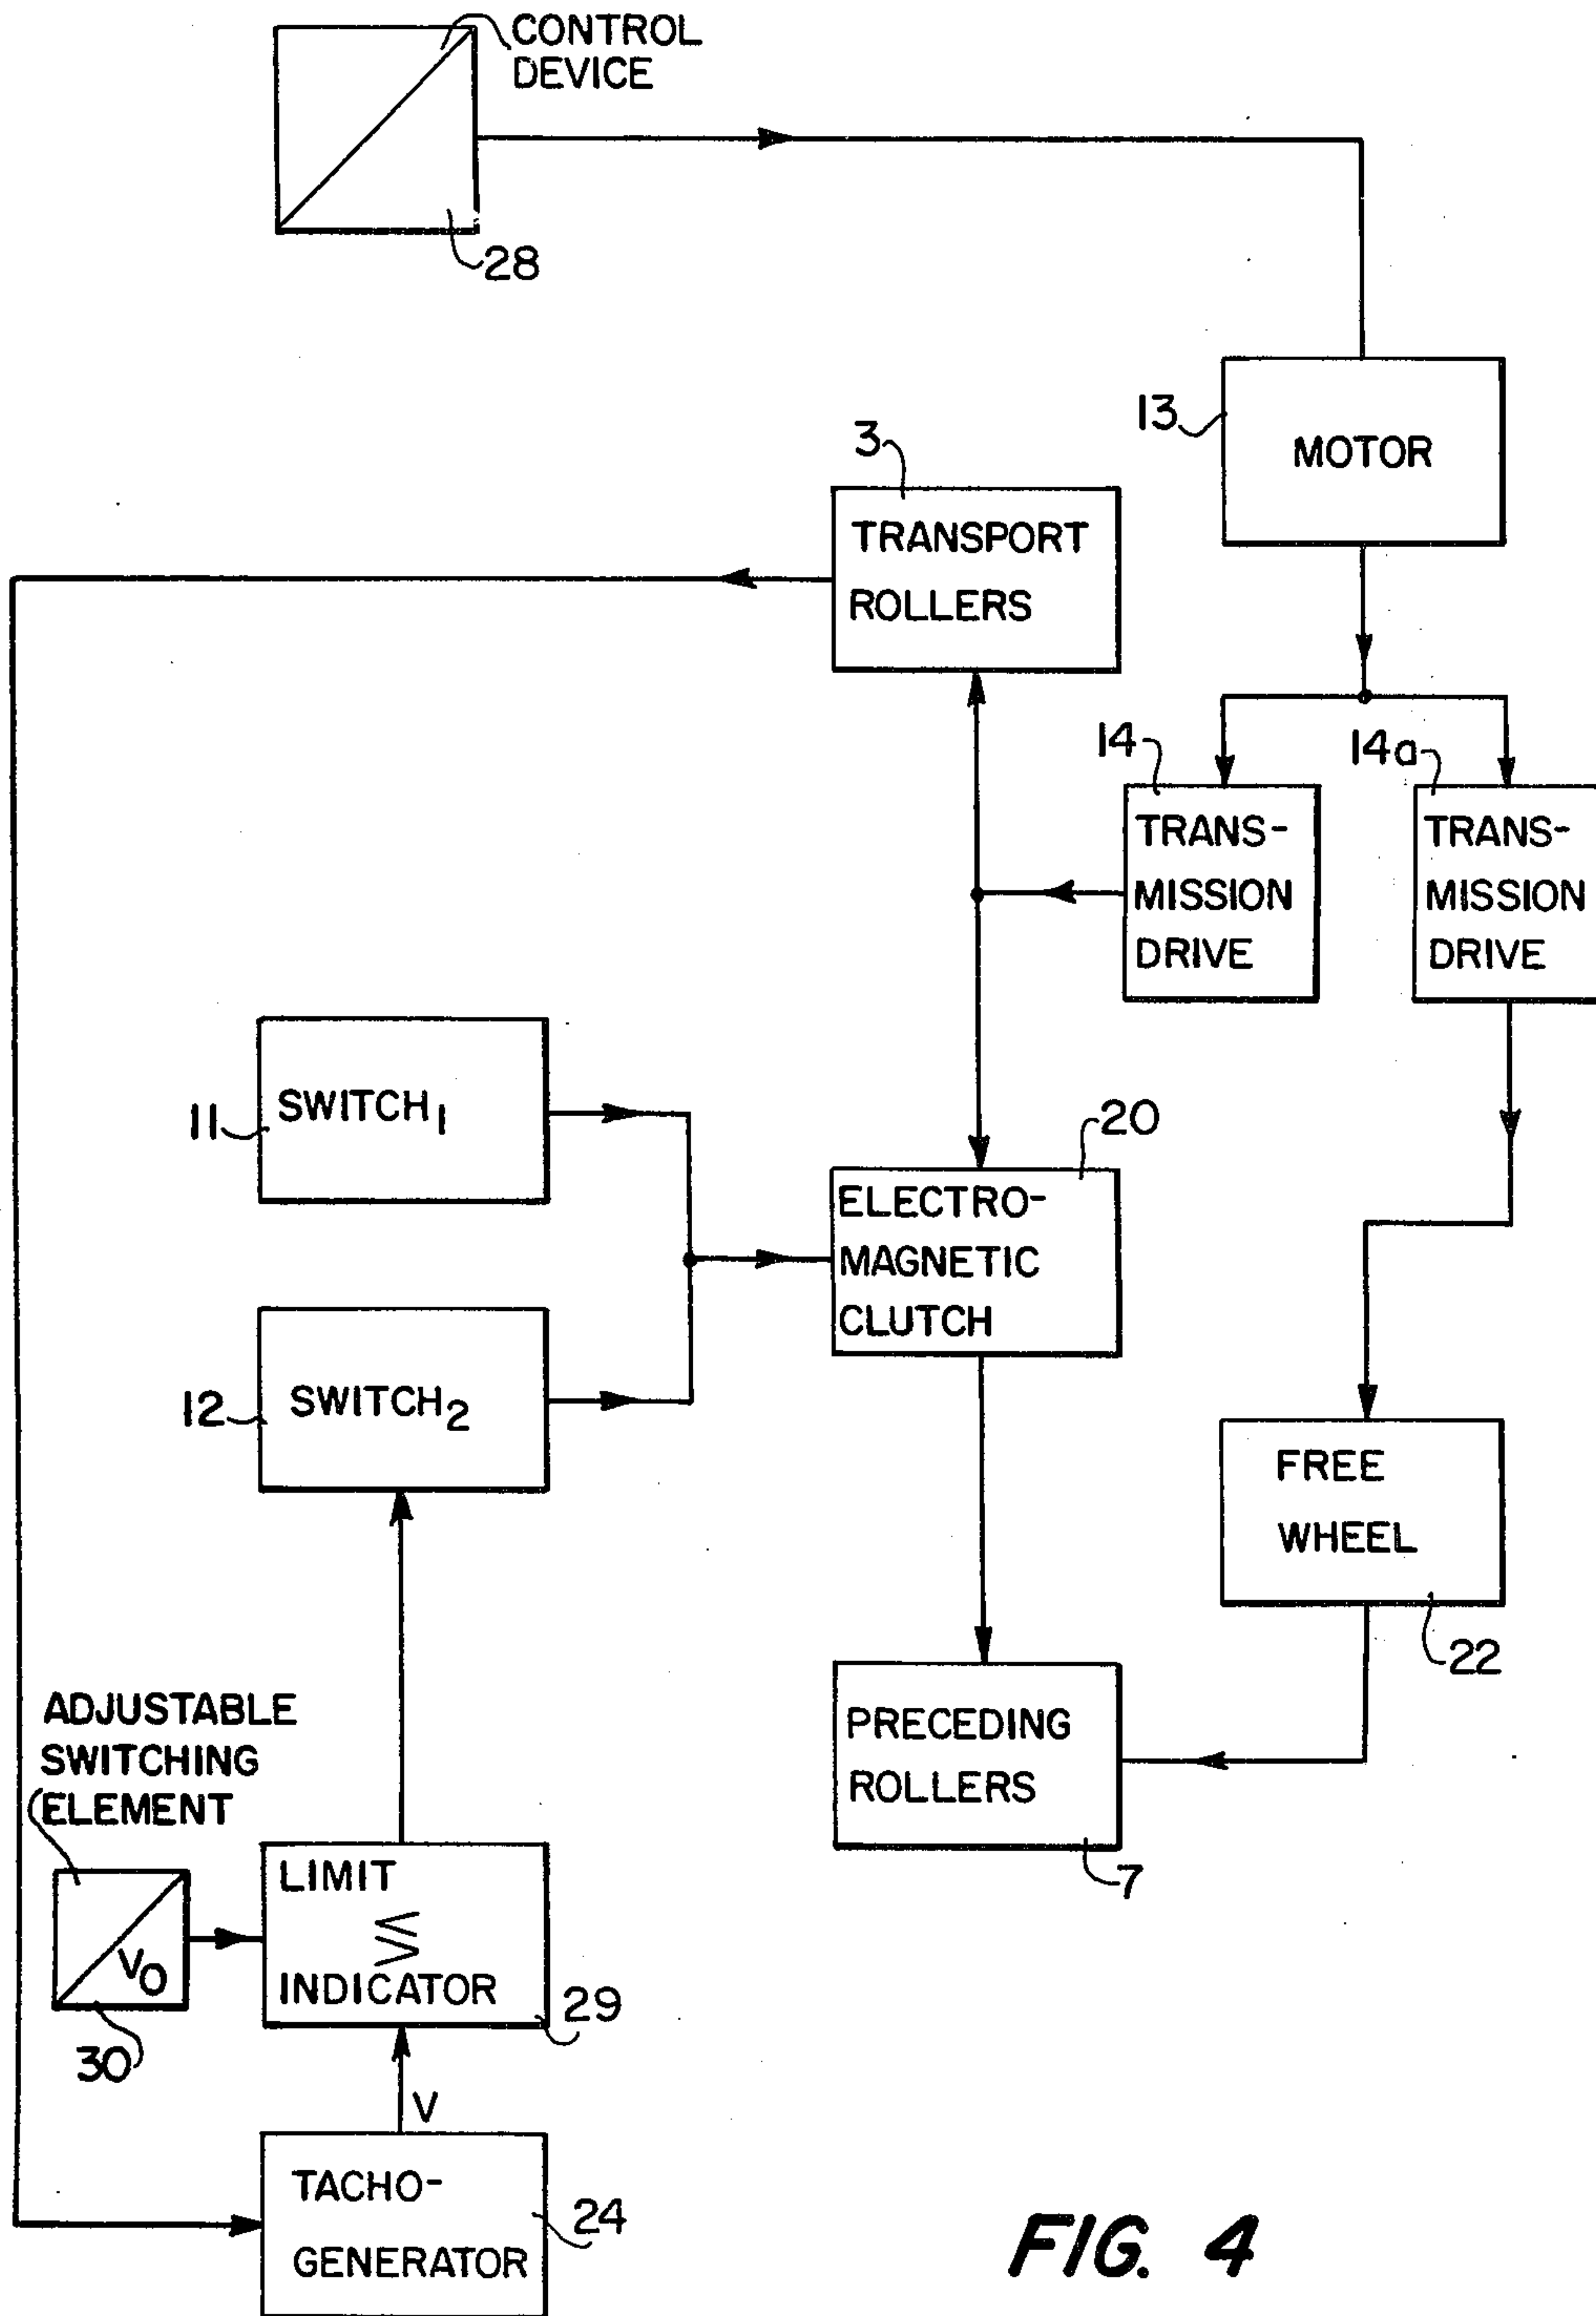 CONTROL
DEVICE
28
13
MOTOR
3
TRANSPORT
ROLLERS
14
TRANS-
MISSION
DRIVE
14a
TRANS-
MISSION
DRIVE
11
SWITCH₁
20
ELECTRO-
MAGNETIC
CLUTCH
12
SWITCH₂
FREE
WHEEL
22
PRECEDING
ROLLERS
7
ADJUSTABLE
SWITCHING
ELEMENT
V₀
30
LIMIT
≤
>
INDICATOR
29
V
TACHO-
GENERATOR
24
FIG. 4